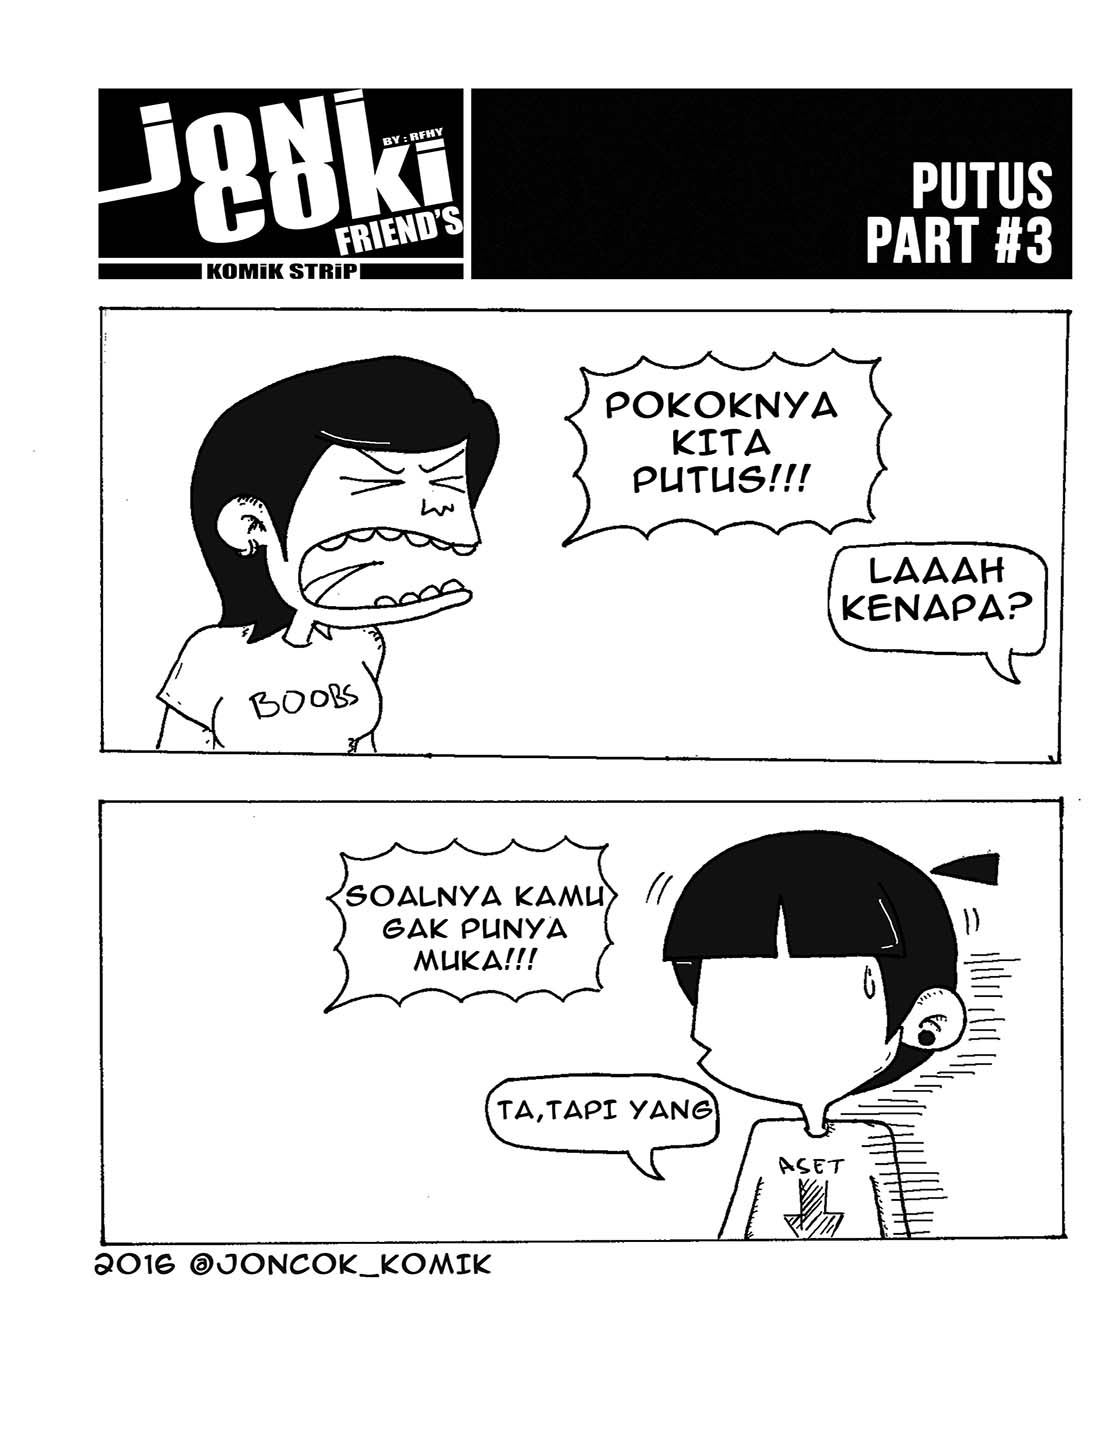 JONI
COKI
BY : RFHY
FRIEND'S
KOMIK STRIP
PUTUS
PART #3
POKOKNYA
KITA
PUTUS!!!
LAAAH
KENAPA?
BOOBS
SOALNYA KAMU
GAK PUNYA
MUKA!!!
TA,TAPI YANG
ASET
2016 @JONCOK_KOMIK